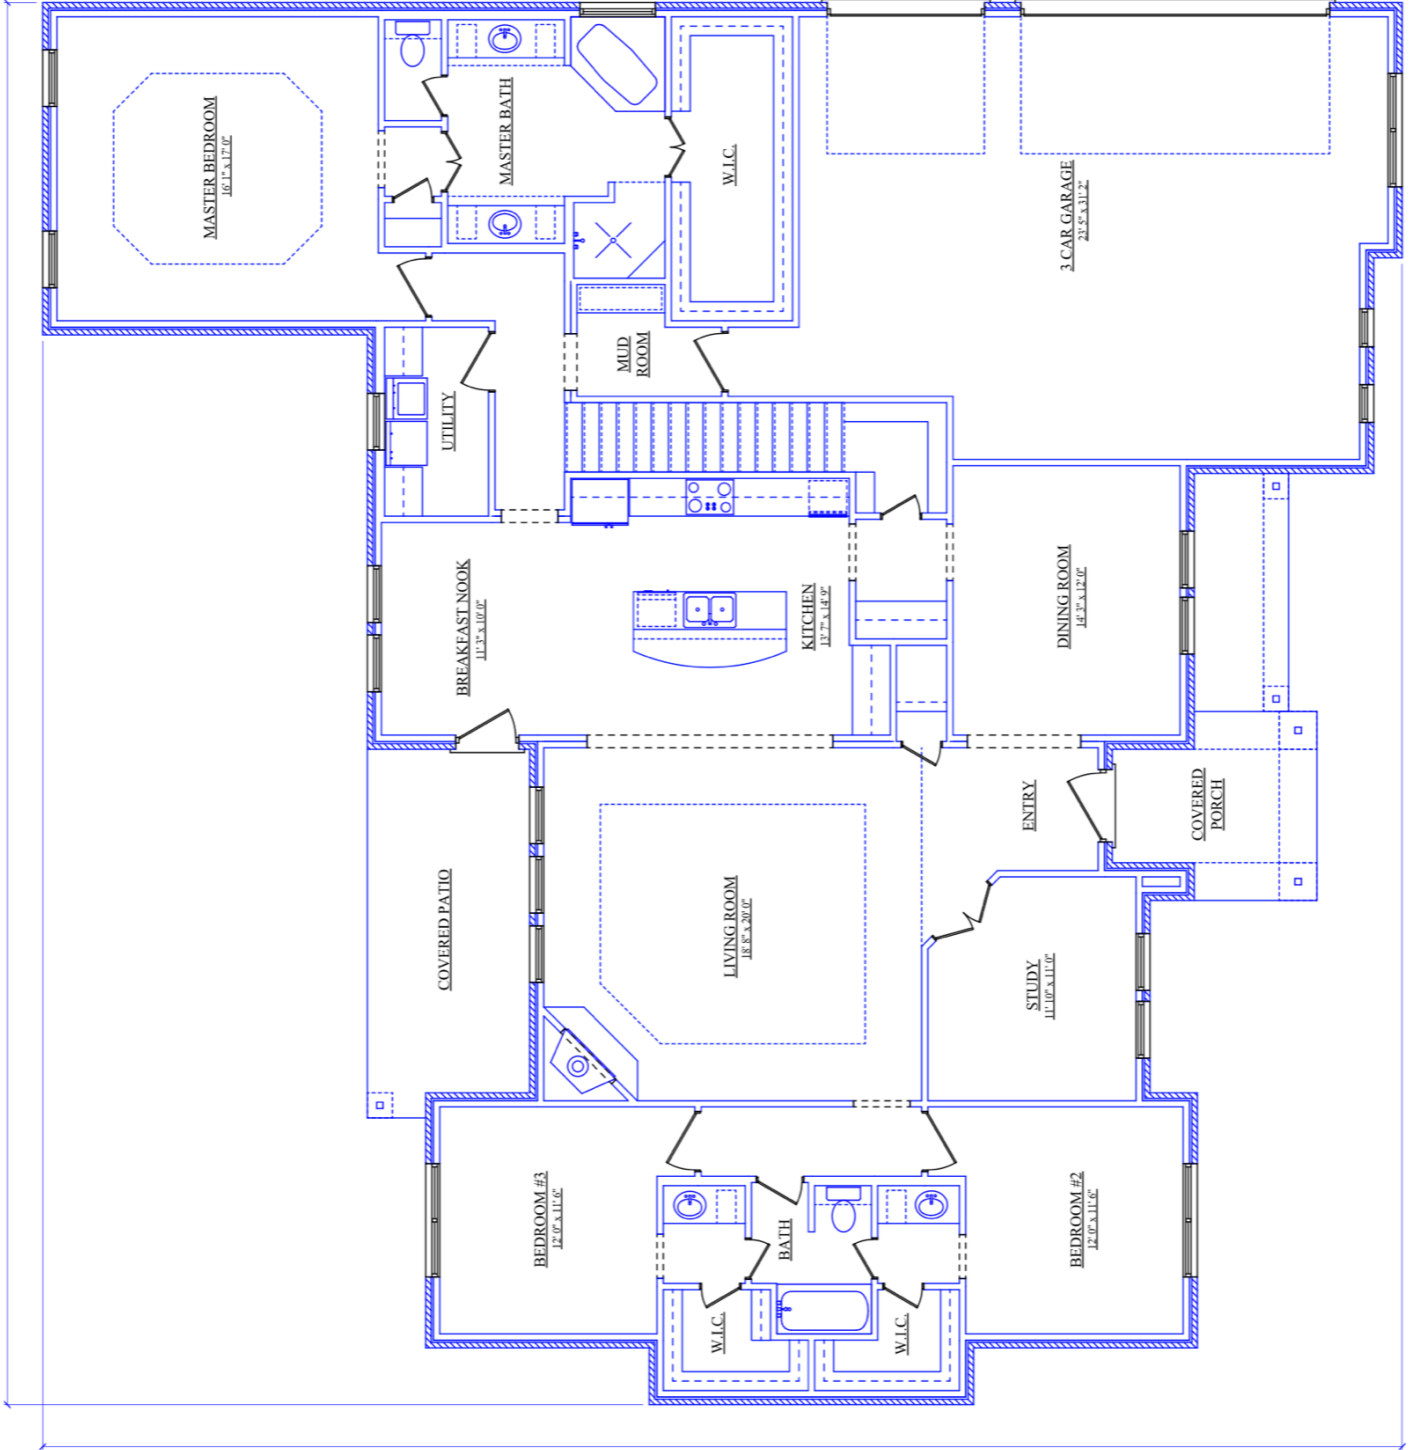 MASTER BEDROOM
16' 1" x 17' 0"
MASTER BATH
W.I.C.
3 CAR GARAGE
23' 5" x 31' 2"
MUD
ROOM
UTILITY
BREAKFAST NOOK
11' 3" x 10' 0"
KITCHEN
13' 7" x 14' 9"
DINING ROOM
14' 3" x 12' 0"
ENTRY
COVERED
PORCH
COVERED PATIO
LIVING ROOM
18' 8" x 20' 0"
STUDY
11' 10" x 11' 0"
BEDROOM #3
12' 0" x 11' 6"
BATH
BEDROOM #2
12' 0" x 11' 6"
W.I.C.
W.I.C.